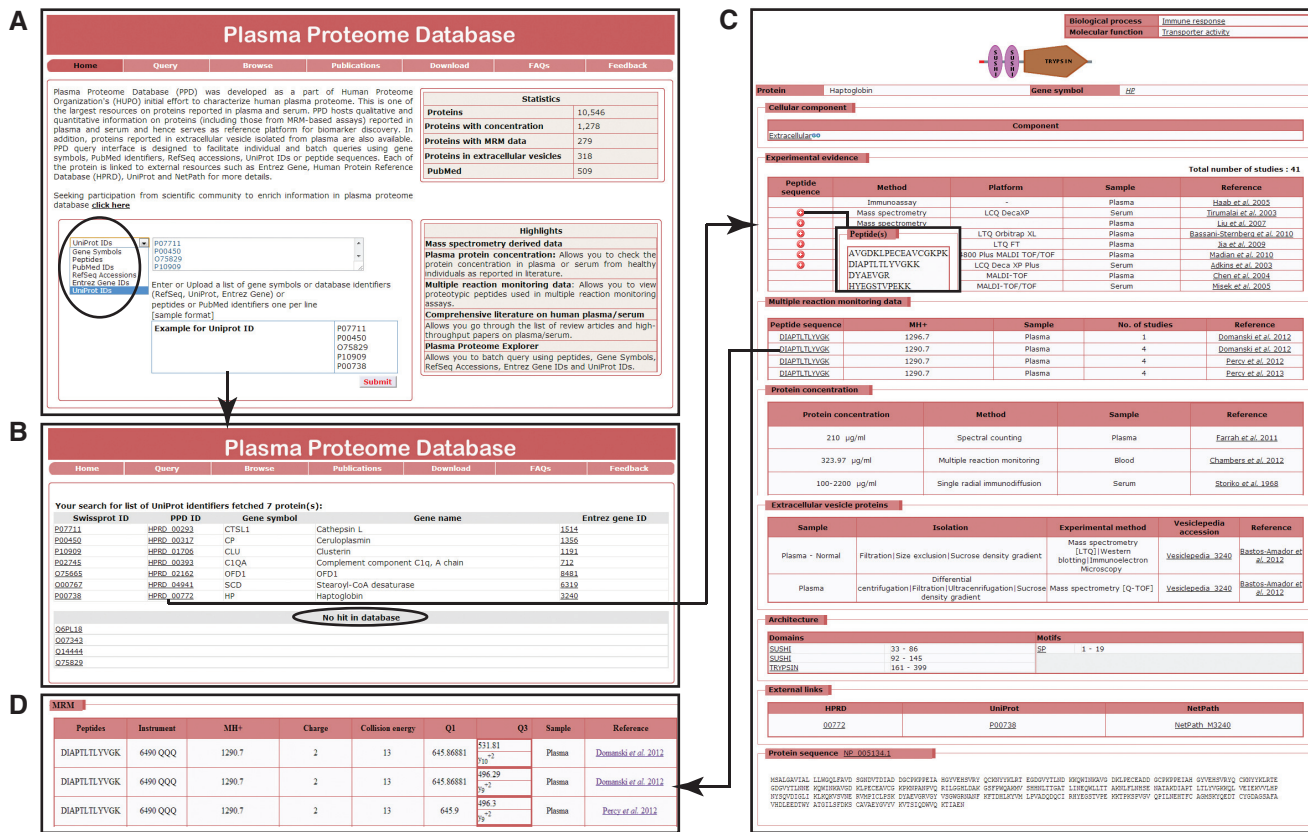 A
Plasma Proteome Database
Home Query Browse Publications Download FAQs Feedback
Plasma Proteome Database (PPD) was developed as a part of Human Proteome
Organization's (HUPO) initial effort to characterize human plasma proteome. This is one of
the largest resources on proteins reported in plasma and serum. PPD hosts qualitative and
quantitative information on proteins (including those from MRM-based assays) reported in
plasma and serum and hence serves as reference platform for biomarker discovery. In
addition, proteins reported in extracellular vesicle isolated from plasma are also available.
PPD query interface is designed to facilitate individual and batch queries using gene
symbols, PubMed identifiers, RefSeq accessions, UniProt IDs or peptide sequences. Each of
the protein is linked to external resources such as Entrez Gene, Human Protein Reference
Database (HPRD), UniProt and NetPath for more details.
Seeking participation from scientific community to enrich information in plasma proteome
database click here
Statistics
Proteins 10,546
Proteins with concentration 1,278
Proteins with MRM data 279
Proteins in extracellular vesicles 318
PubMed 509
UniProt IDs
Gene Symbols
Peptides
PubMed IDs
RefSeq Accessions
Entrez Gene IDs
UniProt IDs
P07711
P00450
O75829
P10909
Enter or Upload a list of gene symbols or database identifiers
(RefSeq, UniProt, Entrez Gene) or
peptides or PubMed identifiers one per line
[sample format]
Example for Uniprot ID
P07711
P00450
O75829
P10909
P00738
Submit
Highlights
Mass spectrometry derived data
Plasma protein concentration: Allows you to check the
protein concentration in plasma or serum from healthy
individuals as reported in literature.
Multiple reaction monitoring data: Allows you to view
proteotypic peptides used in multiple reaction monitoring
assays.
Comprehensive literature on human plasma/serum
Allows you go through the list of review articles and high-
throughput papers on plasma/serum.
Plasma Proteome Explorer
Allows you to batch query using peptides, Gene Symbols,
RefSeq Accessions, Entrez Gene IDs and UniProt IDs.
B
Plasma Proteome Database
Home Query Browse Publications Download FAQs Feedback
Your search for list of UniProt identifiers fetched 7 protein(s):
Swissprot ID PPD ID Gene symbol Gene name Entrez gene ID
P07711 HPRD_00293 CTSL1 Cathepsin L 1514
P00450 HPRD_00317 CP Ceruloplasmin 1356
P10909 HPRD_01706 CLU Clusterin 1191
P02745 HPRD_00393 C1QA Complement component C1q, A chain 712
O75665 HPRD_02162 OFD1 OFD1 8481
O00767 HPRD_04941 SCD Stearoyl-CoA desaturase 6319
P00738 HPRD_00772 HP Haptoglobin 3240
No hit in database
Q6PL18
O07343
Q14444
O75829
D
MRM
Peptides Instrument MH+ Charge Collision energy Q1 Q3 Sample Reference
DIAPTLTLYVGK 6490 QQQ 1290.7 2 13 645.86881 531.81 y10+2 Plasma Domanski et al. 2012
DIAPTLTLYVGK 6490 QQQ 1290.7 2 13 645.86881 496.29 y9+2 Plasma Domanski et al. 2012
DIAPTLTLYVGK 6490 QQQ 1290.7 2 13 645.9 496.3 y9+2 Plasma Percy et al. 2012
C
Biological process Immune response
Molecular function Transporter activity
SUSHI SUSHI TRYPSIN
Protein Haptoglobin Gene symbol HP
Cellular component
Component
Extracellular
Experimental evidence
Total number of studies : 41
Peptide sequence Method Platform Sample Reference
Immunoassay - Plasma Haab et al. 2005
Mass spectrometry LCQ DecaXP Serum Tirumalai et al. 2003
Mass spectrometry Plasma Liu et al. 2007
LTQ Orbitrap XL Plasma Bassani-Sternberg et al. 2010
LTQ FT Plasma Jia et al. 2009
4800 Plus MALDI TOF/TOF Plasma Madian et al. 2010
LCQ Deca XP Plus Serum Adkins et al. 2003
MALDI-TOF Plasma Chen et al. 2004
MALDI-TOF/TOF Plasma Misek et al. 2005
Peptide(s)
AVGDKLPECEAVCGKPK
DIAPTLTLYVGKK
DYAEVGR
HYEGSTVPEKK
Multiple reaction monitoring data
Peptide sequence MH+ Sample No. of studies Reference
DIAPTLTLYVGK 1296.7 Plasma 1 Domanski et al. 2012
DIAPTLTLYVGK 1290.7 Plasma 4 Domanski et al. 2012
DIAPTLTLYVGK 1290.7 Plasma 4 Percy et al. 2012
DIAPTLTLYVGK 1290.7 Plasma 4 Percy et al. 2013
Protein concentration
Protein concentration Method Sample Reference
210 µg/ml Spectral counting Plasma Farrah et al. 2011
323.97 µg/ml Multiple reaction monitoring Blood Chambers et al. 2012
100-2200 µg/ml Single radial immunodiffusion Serum Storiko et al. 1968
Extracellular vesicle proteins
Sample Isolation Experimental method Vesiclepedia accession Reference
Plasma - Normal Filtration|Size exclusion|Sucrose density gradient Mass spectrometry [LTQ]|Western blotting|Immunoelectron Microscopy Vesiclepedia_3240 Bastos-Amador et al. 2012
Plasma Differential centrifugation|Filtration|Ultracenrifugation|Sucrose density gradient Mass spectrometry [Q-TOF] Vesiclepedia_3240 Bastos-Amador et al. 2012
Architecture
Domains Motifs
SUSHI 33 - 86 SP 1 - 19
SUSHI 92 - 145
TRYPSIN 161 - 399
External links
HPRD UniProt NetPath
00772 P00738 NetPath_M3240
Protein sequence NP_005134.1